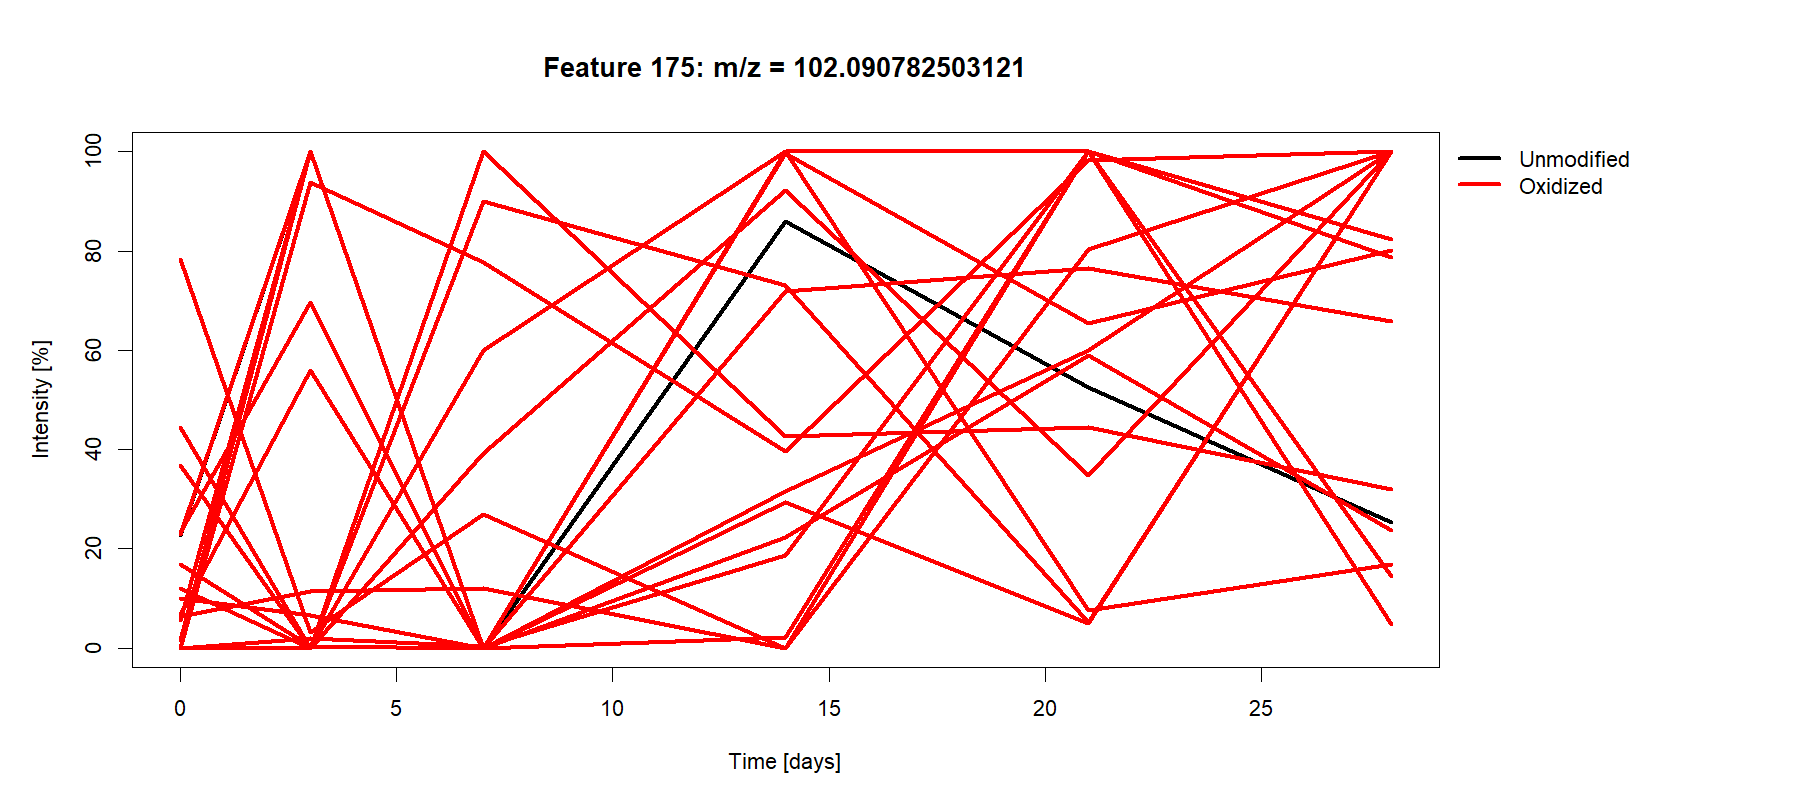 Feature 175: m/z = 102.090782503121
100
80
60
40
20
0
Intensity [%]
0 5 10 15 20 25
Time [days]
Unmodified
Oxidized